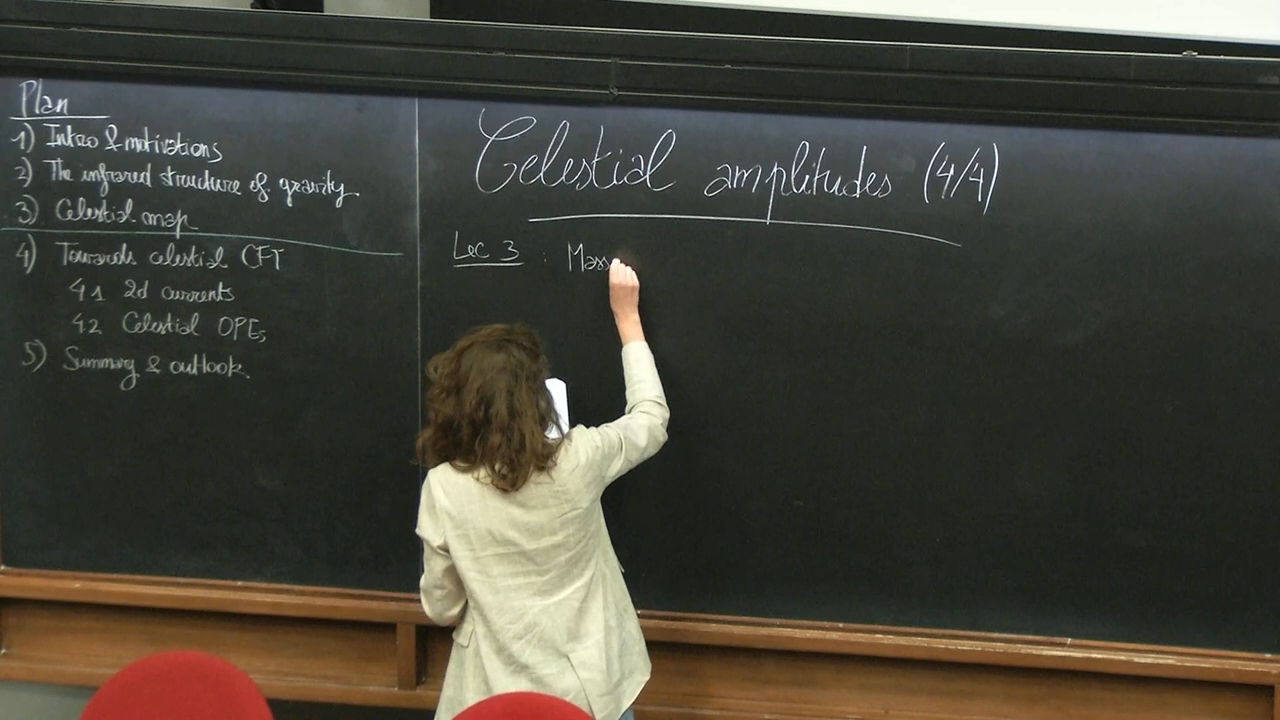 Plan
1) Intro & motivations
2) The infrared structure of gravity
3) Celestial map
4) Towards celestial CFT
4.1 2d currents
4.2 Celestial OPEs
5) Summary & outlook
Celestial amplitudes (4/4)
Lec 3 : Mass